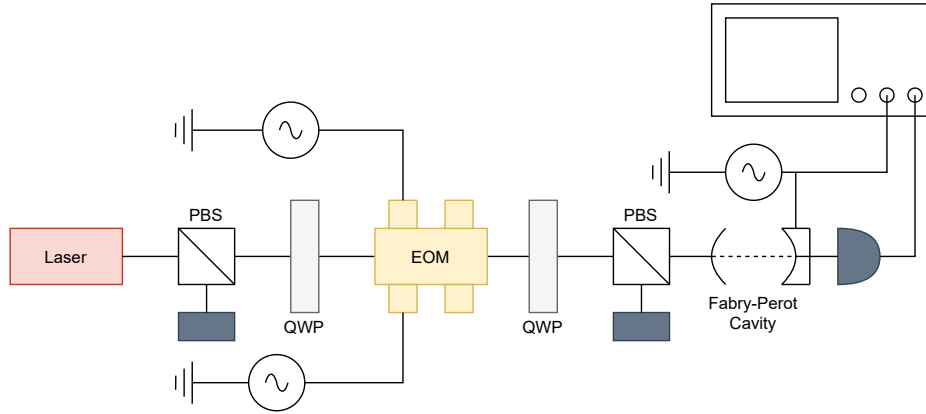 PBS
PBS
Laser
EOM
QWP
QWP
Fabry-Perot
Cavity